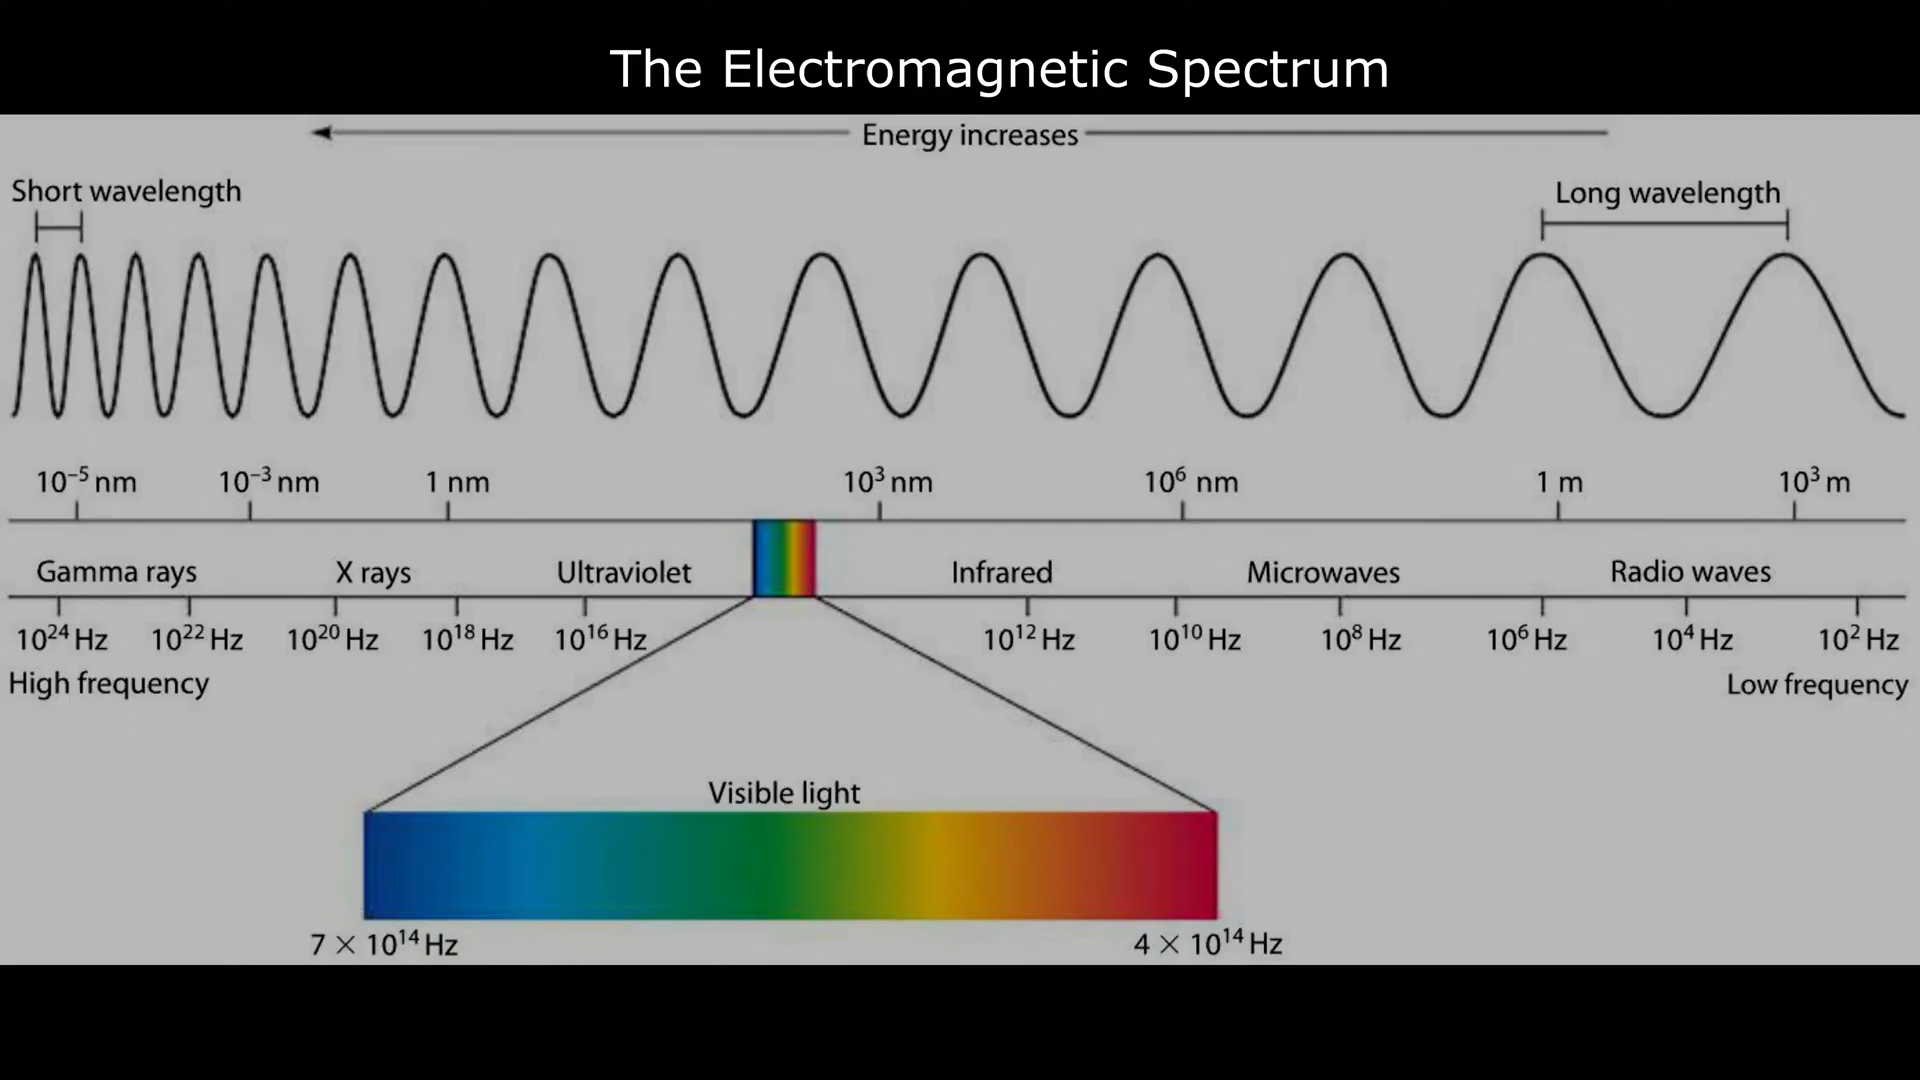 The Electromagnetic Spectrum
Energy increases
Short wavelength
Long wavelength
10⁻⁵ nm 10⁻³ nm 1 nm 10³ nm 10⁶ nm 1 m 10³ m
Gamma rays X rays Ultraviolet Infrared Microwaves Radio waves
10²⁴ Hz 10²² Hz 10²⁰ Hz 10¹⁸ Hz 10¹⁶ Hz 10¹² Hz 10¹⁰ Hz 10⁸ Hz 10⁶ Hz 10⁴ Hz 10² Hz
High frequency Low frequency
Visible light
7 × 10¹⁴ Hz 4 × 10¹⁴ Hz